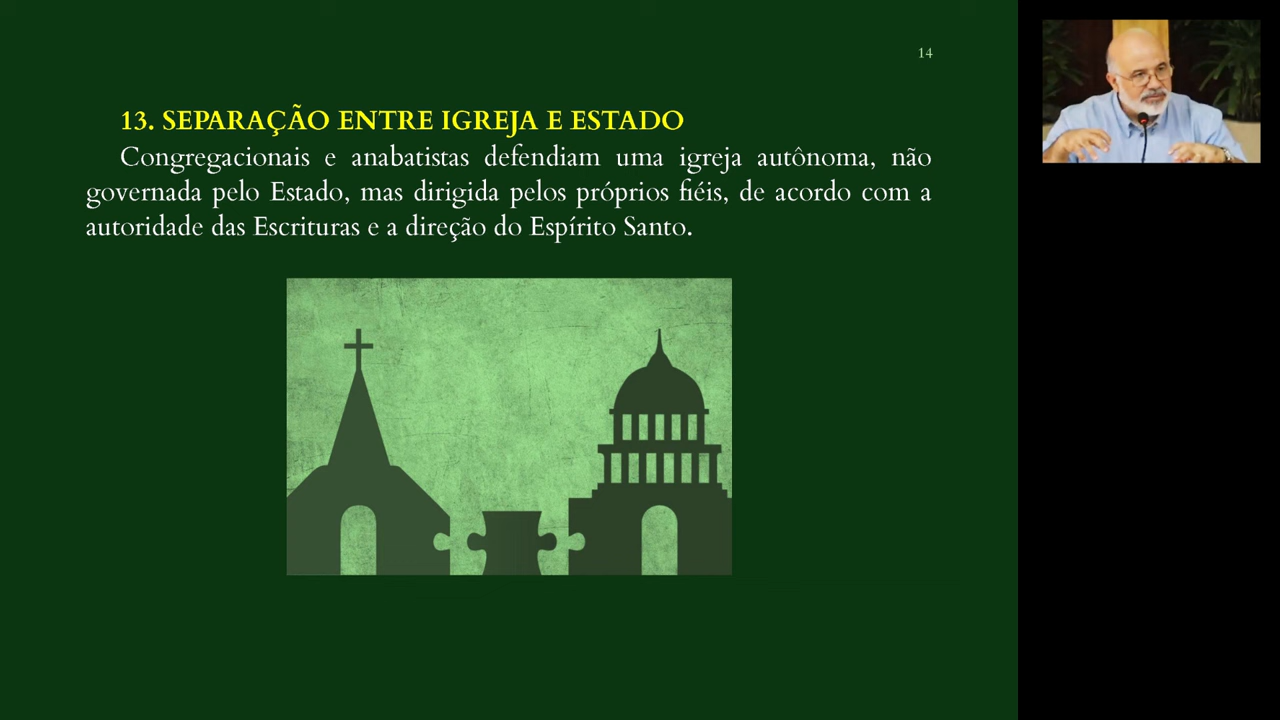 14
13. SEPARAÇÃO ENTRE IGREJA E ESTADO
Congregacionais e anabatistas defendiam uma igreja autônoma, não
governada pelo Estado, mas dirigida pelos próprios fiéis, de acordo com a
autoridade das Escrituras e a direção do Espírito Santo.